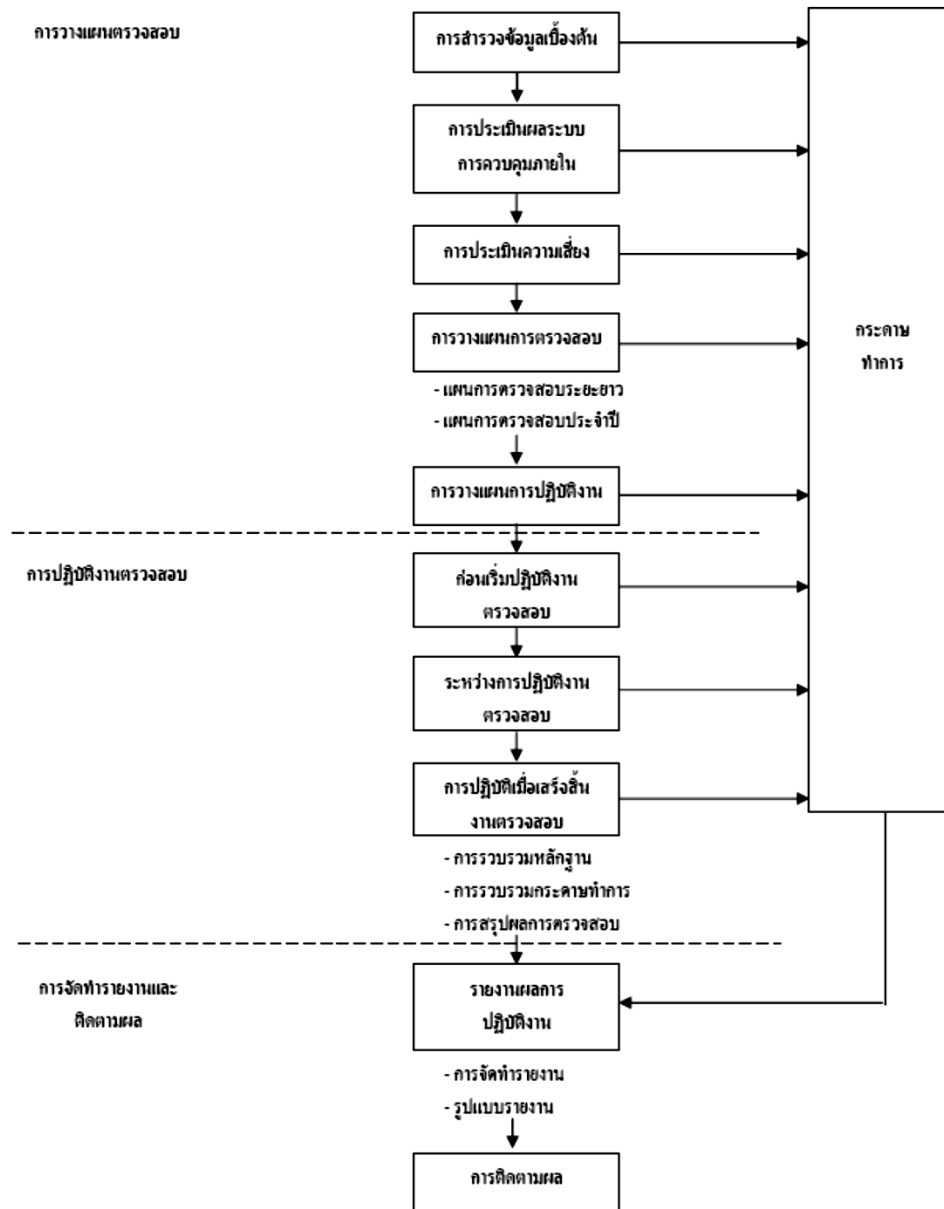 การวางแผนตรวจสอบ
การสำรวจข้อมูลเบื้องต้น
การประเมินผลระบบ
การควบคุมภายใน
การประเมินความเสี่ยง
การวางแผนการตรวจสอบ
- แผนการตรวจสอบระยะยาว
- แผนการตรวจสอบประจำปี
การวางแผนการปฏิบัติงาน
กระดาษ
ทำการ
การปฏิบัติงานตรวจสอบ
ก่อนเริ่มปฏิบัติงาน
ตรวจสอบ
ระหว่างการปฏิบัติงาน
ตรวจสอบ
การปฏิบัติเมื่อเสร็จสิ้น
งานตรวจสอบ
- การรวบรวมหลักฐาน
- การรวบรวมกระดาษทำการ
- การสรุปผลการตรวจสอบ
การจัดทำรายงานและ
ติดตามผล
รายงานผลการ
ปฏิบัติงาน
- การจัดทำรายงาน
- รูปแบบรายงาน
การติดตามผล